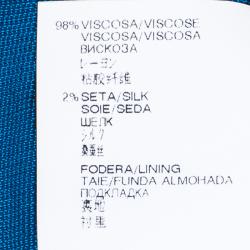 98% VISCOSA/VISCOSE
VISCOSA/VISCOSA
ВИСКОЗА
レーヨン
粘胶纤维
2% SETA/SILK
SOIE/SEDA
ШЕЛК
シルク
桑蚕丝
FODERA/LINING
TAIE/FUNDA ALMOHADA
ПОДКЛАДКА
裏地
衬里